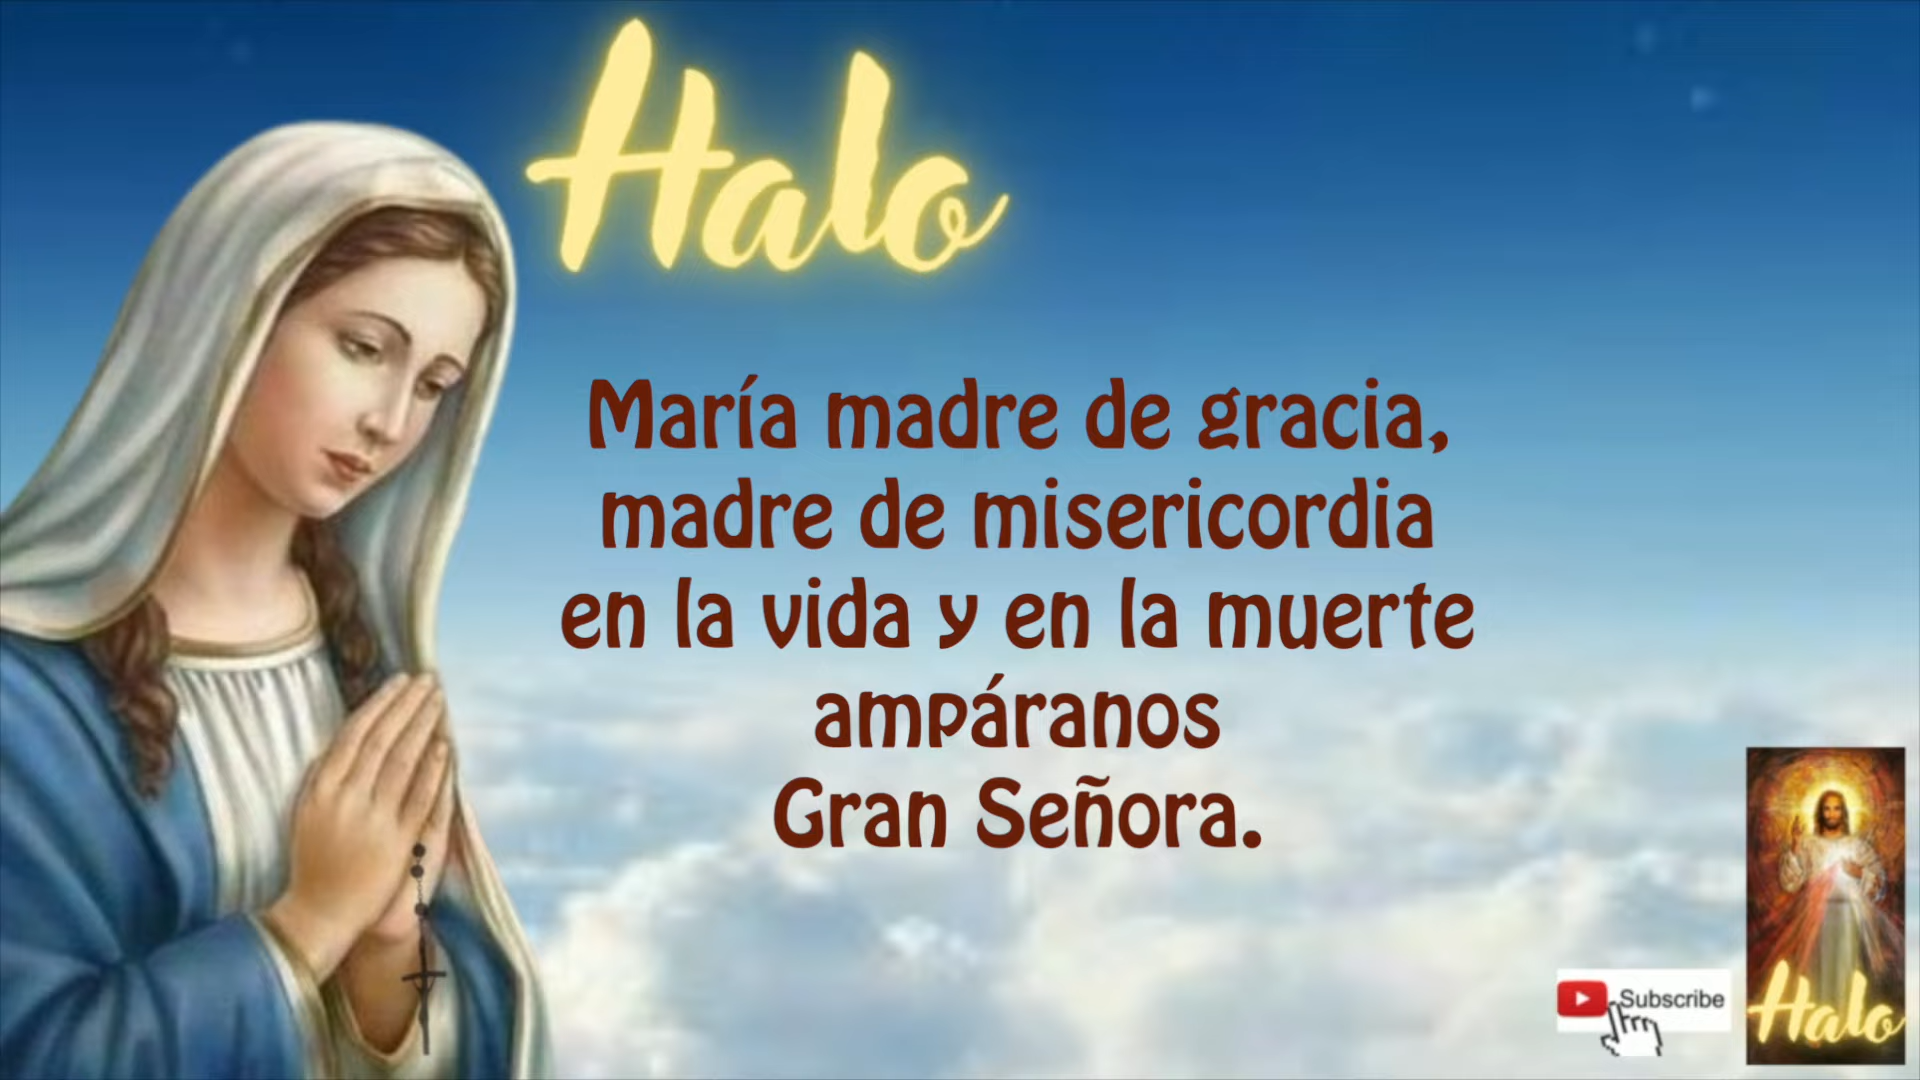 Halo
María madre de gracia,
madre de misericordia
en la vida y en la muerte
ampáranos
Gran Señora.
Subscribe
Halo